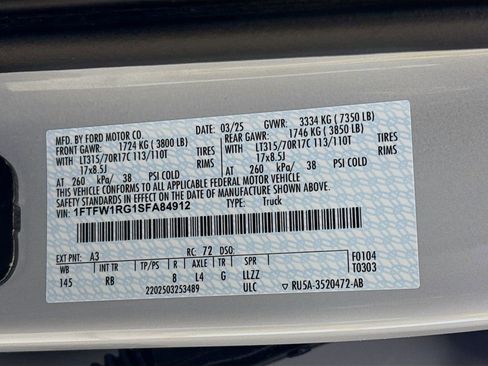 MFD. BY FORD MOTOR CO.
DATE: 03/25 GVWR: 3334 KG ( 7350 LB)
FRONT GAWR: 1724 KG ( 3800 LB) REAR GAWR: 1746 KG ( 3850 LB)
WITH LT315/70R17C 113/110T TIRES WITH LT315/70R17C 113/110T TIRES
17x8.5J RIMS 17x8.5J RIMS
AT 260 kPa/ 38 PSI COLD AT 260 kPa/ 38 PSI COLD
THIS VEHICLE CONFORMS TO ALL APPLICABLE FEDERAL MOTOR VEHICLE
SAFETY STANDARDS IN EFFECT ON THE DATE OF MANUFACTURE SHOWN ABOVE.
VIN: 1FTFW1RG1SFA84912 TYPE: Truck
EXT PNT: A3 RC: 72 DSO: F0104
WB INT TR TP/PS R AXLE TR SPR T0303
145 RB 8 L4 G LLZZ
2202503253489 ULC ▽ RU5A-3520472-AB